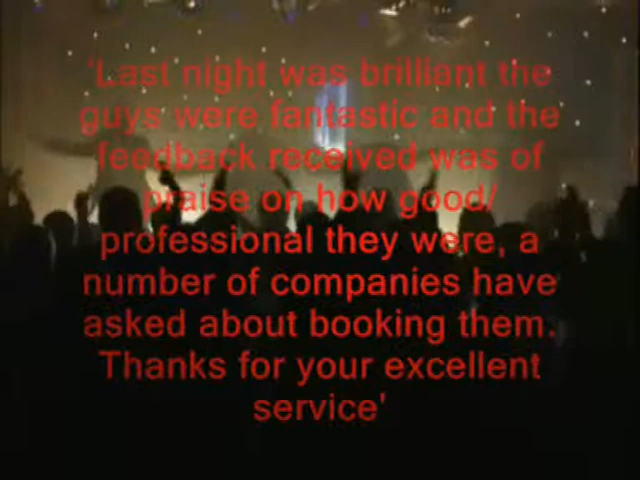 'Last night was brilliant the
guys were fantastic and the
feedback received was of
praise on how good/
professional they were, a
number of companies have
asked about booking them.
Thanks for your excellent
service'